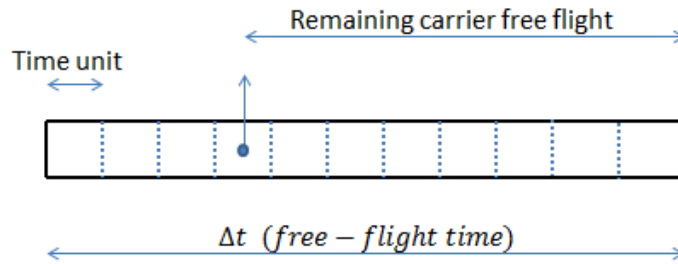 Remaining carrier free flight
Time unit
Δt (free − flight time)